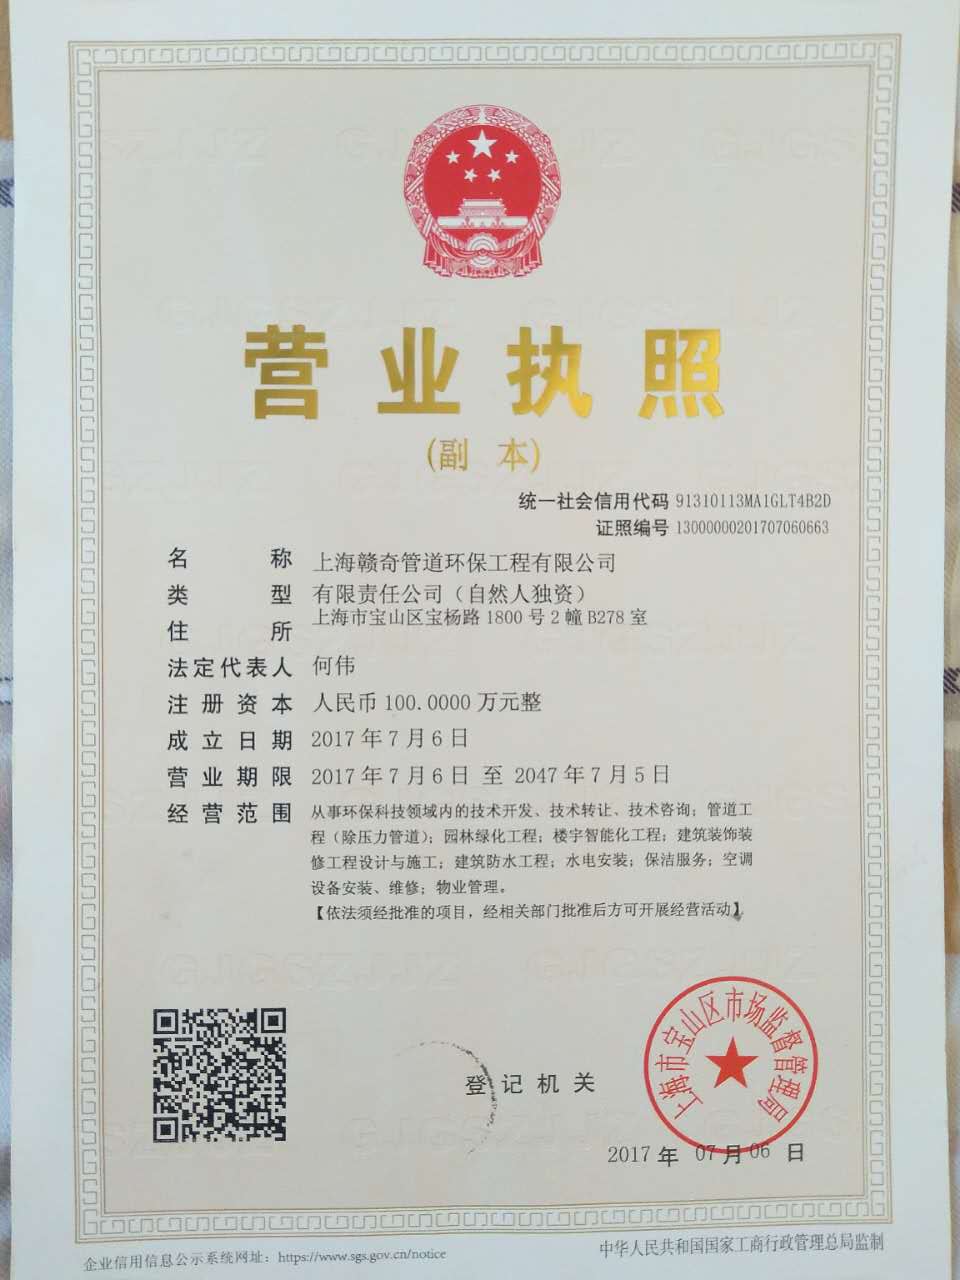 营业执照
(副 本)
统一社会信用代码 91310113MA1GLT4B2D
证照编号 13000000201707060663
名称 上海赣奇管道环保工程有限公司
类型 有限责任公司（自然人独资）
住所 上海市宝山区宝杨路1800号2幢B278室
法定代表人 何伟
注册资本 人民币100.0000万元整
成立日期 2017年7月6日
营业期限 2017年7月6日 至 2047年7月5日
经营范围 从事环保科技领域内的技术开发、技术转让、技术咨询；管道工
程（除压力管道）；园林绿化工程；楼宇智能化工程；建筑装饰装
修工程设计与施工；建筑防水工程；水电安装；保洁服务；空调
设备安装、维修；物业管理。
【依法须经批准的项目，经相关部门批准后方可开展经营活动】
登记机关
上海市宝山区市场监督管理局
2017年07月06日
企业信用信息公示系统网址：https://www.sgs.gov.cn/notice
中华人民共和国国家工商行政管理总局监制